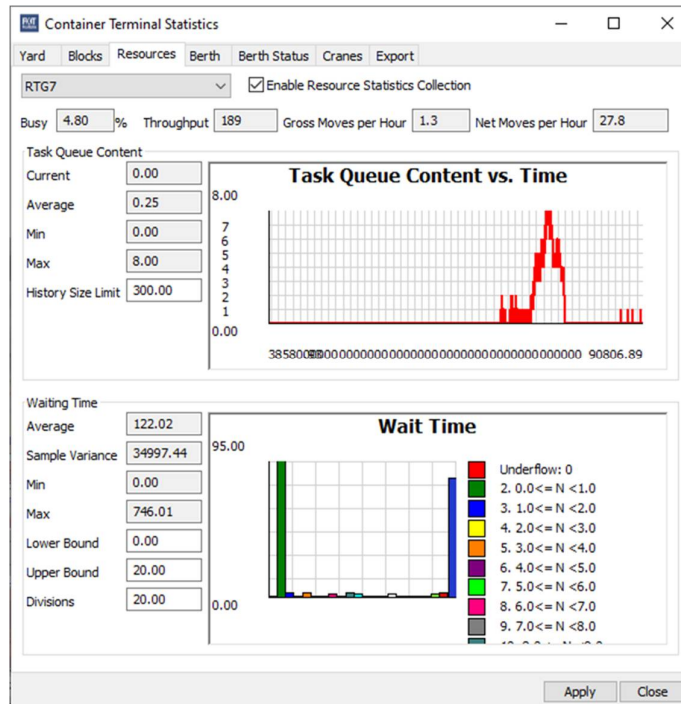 Container Terminal Statistics
Yard Blocks Resources Berth Berth Status Cranes Export
RTG7 Enable Resource Statistics Collection
Busy 4.80 % Throughput 189 Gross Moves per Hour 1.3 Net Moves per Hour 27.8
Task Queue Content
Current 0.00
Average 0.25
Min 0.00
Max 8.00
History Size Limit 300.00
Task Queue Content vs. Time
8.00
7
6
5
4
3
2
1
0.00
90806.89
Waiting Time
Average 122.02
Sample Variance 34997.44
Min 0.00
Max 746.01
Lower Bound 0.00
Upper Bound 20.00
Divisions 20.00
Wait Time
95.00
0.00
Underflow: 0
2. 0.0<= N <1.0
3. 1.0<= N <2.0
4. 2.0<= N <3.0
5. 3.0<= N <4.0
6. 4.0<= N <5.0
7. 5.0<= N <6.0
8. 6.0<= N <7.0
9. 7.0<= N <8.0
Apply Close